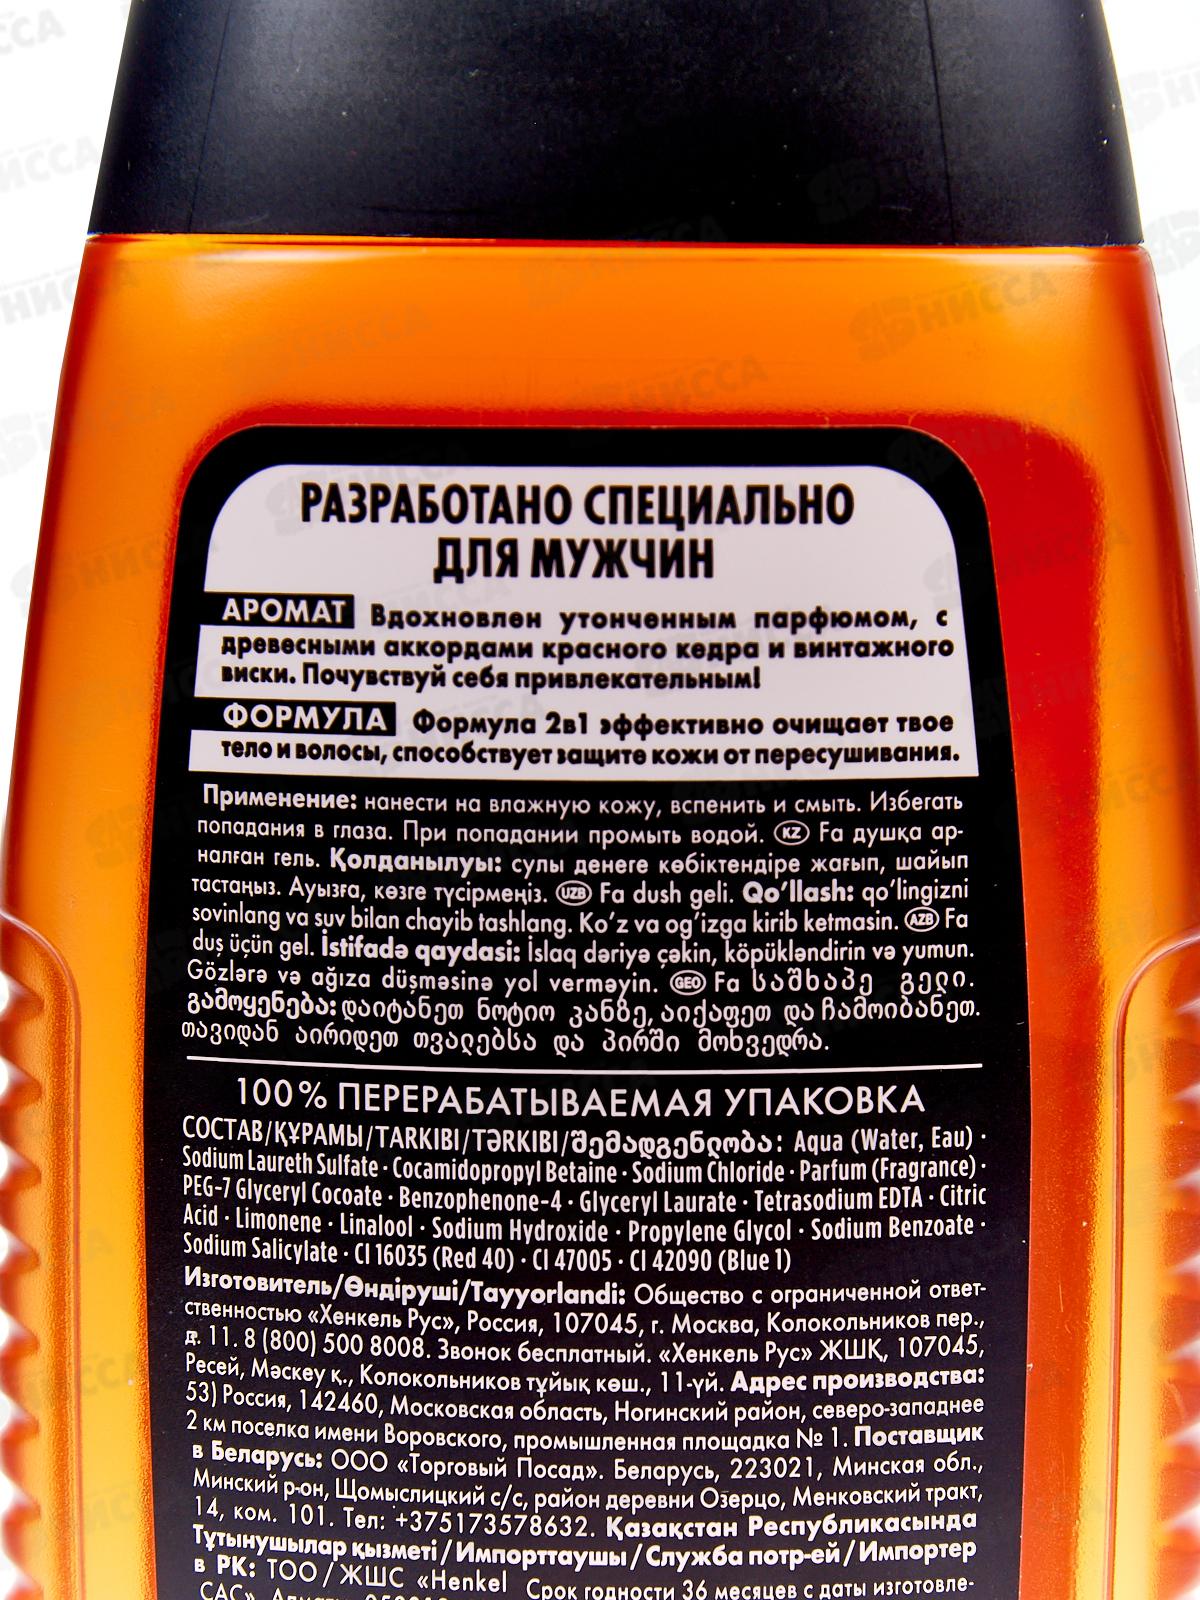 РАЗРАБОТАНО СПЕЦИАЛЬНО
ДЛЯ МУЖЧИН
АРОМАТ Вдохновлен утонченным парфюмом, с
древесными аккордами красного кедра и винтажного
виски. Почувствуй себя привлекательным!
ФОРМУЛА Формула 2в1 эффективно очищает твое
тело и волосы, способствует защите кожи от пересушивания.
Применение: нанести на влажную кожу, вспенить и смыть. Избегать
попадания в глаза. При попадании промыть водой. KZ Fa душқа ар-
налған гель. Қолданылуы: сулы денеге көбіктендіре жағып, шайып
тастаңыз. Ауызға, көзге түсірмеңіз. UZB Fa dush geli. Qo‘llash: qo‘lingizni
sovinlang va suv bilan chayib tashlang. Ko‘z va og‘izga kirib ketmasin. AZB Fa
duş üçün gel. İstifadə qaydasi: İslaq dəriyə çəkin, köpükləndirin və yumun.
Gözlərə və ağıza düşməsinə yol verməyin. GEO Fa საშხაპე გელი.
გამოყენება: დაიტანეთ ნოტიო კანზე, აიქაფეთ და ჩამოიბანეთ.
თავიდან აირიდეთ თვალებსა და პირში მოხვედრა.
100% ПЕРЕРАБАТЫВАЕМАЯ УПАКОВКА
СОСТАВ/ҚҰРАМЫ/TARKIBI/TƏRKIBI/შემადგენლობა: Aqua (Water, Eau) ·
Sodium Laureth Sulfate · Cocamidopropyl Betaine · Sodium Chloride · Parfum (Fragrance) ·
PEG-7 Glyceryl Cocoate · Benzophenone-4 · Glyceryl Laurate · Tetrasodium EDTA · Citric
Acid · Limonene · Linalool · Sodium Hydroxide · Propylene Glycol · Sodium Benzoate ·
Sodium Salicylate · CI 16035 (Red 40) · CI 47005 · CI 42090 (Blue 1)
Изготовитель/Өндіруші/Tayyorlandi: Общество с ограниченной ответ-
ственностью «Хенкель Рус», Россия, 107045, г. Москва, Колокольников пер.,
д. 11. 8 (800) 500 8008. Звонок бесплатный. «Хенкель Рус» ЖШҚ, 107045,
Ресей, Мәскеу қ., Колокольников тұйық көш., 11-үй. Адрес производства:
53) Россия, 142460, Московская область, Ногинский район, северо-западнее
2 км поселка имени Воровского, промышленная площадка № 1. Поставщик
в Беларусь: ООО «Торговый Посад». Беларусь, 223021, Минская обл.,
Минский р-он, Щомыслицкий с/с, район деревни Озерцо, Менковский тракт,
14, ком. 101. Тел: +375173578632. Қазақстан Республикасында
Тұтынушылар қызметі/Импорттаушы/Служба потр-ей/Импортер
в РК: ТОО/ЖШС «Henkel Срок годности 36 месяцев с даты изготовле-